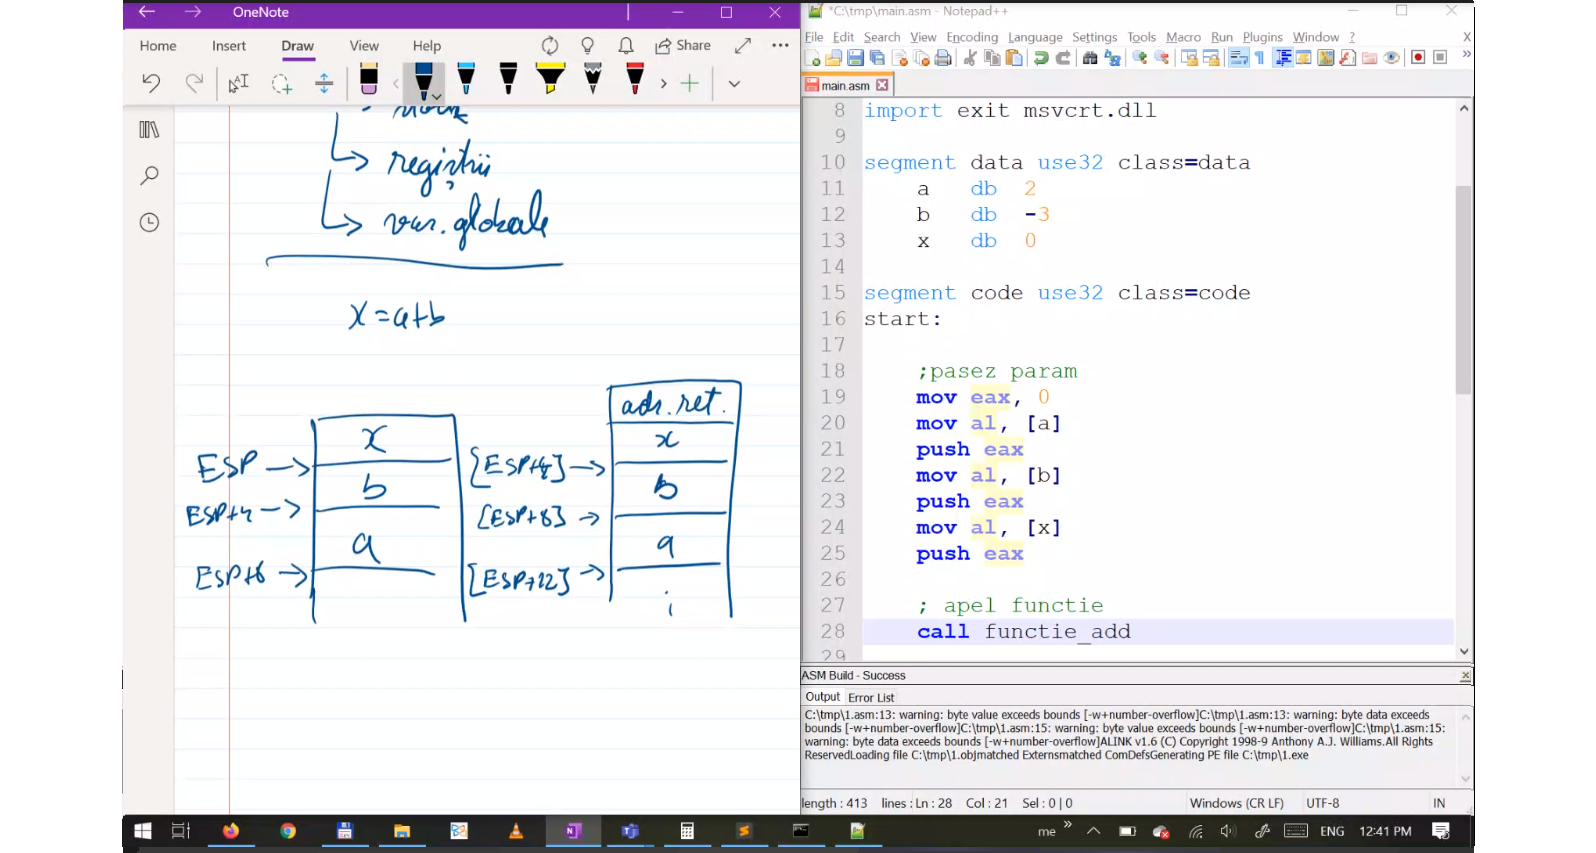 OneNote
Home Insert Draw View Help Share
registrii
var. globale
x = a+b
adr. ret.
x
x
ESP
[ESP+4]
b
b
ESP+4
[ESP+8]
a
a
ESP+8
[ESP+12]
*C:\tmp\main.asm - Notepad++
File Edit Search View Encoding Language Settings Tools Macro Run Plugins Window ? X
main.asm
8 import exit msvcrt.dll
9
10 segment data use32 class=data
11 a db 2
12 b db -3
13 x db 0
14
15 segment code use32 class=code
16 start:
17
18 ;pasez param
19 mov eax, 0
20 mov al, [a]
21 push eax
22 mov al, [b]
23 push eax
24 mov al, [x]
25 push eax
26
27 ; apel functie
28 call functie_add
29
ASM Build - Success
Output Error List
C:\tmp\1.asm:13: warning: byte value exceeds bounds [-w+number-overflow]C:\tmp\1.asm:13: warning: byte data exceeds
bounds [-w+number-overflow]C:\tmp\1.asm:15: warning: byte value exceeds bounds [-w+number-overflow]C:\tmp\1.asm:15:
warning: byte data exceeds bounds [-w+number-overflow]ALINK v1.6 (C) Copyright 1998-9 Anthony A.J. Williams.All Rights
ReservedLoading file C:\tmp\1.objmatched Externsmatched ComDefsGenerating PE file C:\tmp\1.exe
length : 413 lines : Ln : 28 Col : 21 Sel : 0 | 0 Windows (CR LF) UTF-8 IN
me ENG 12:41 PM